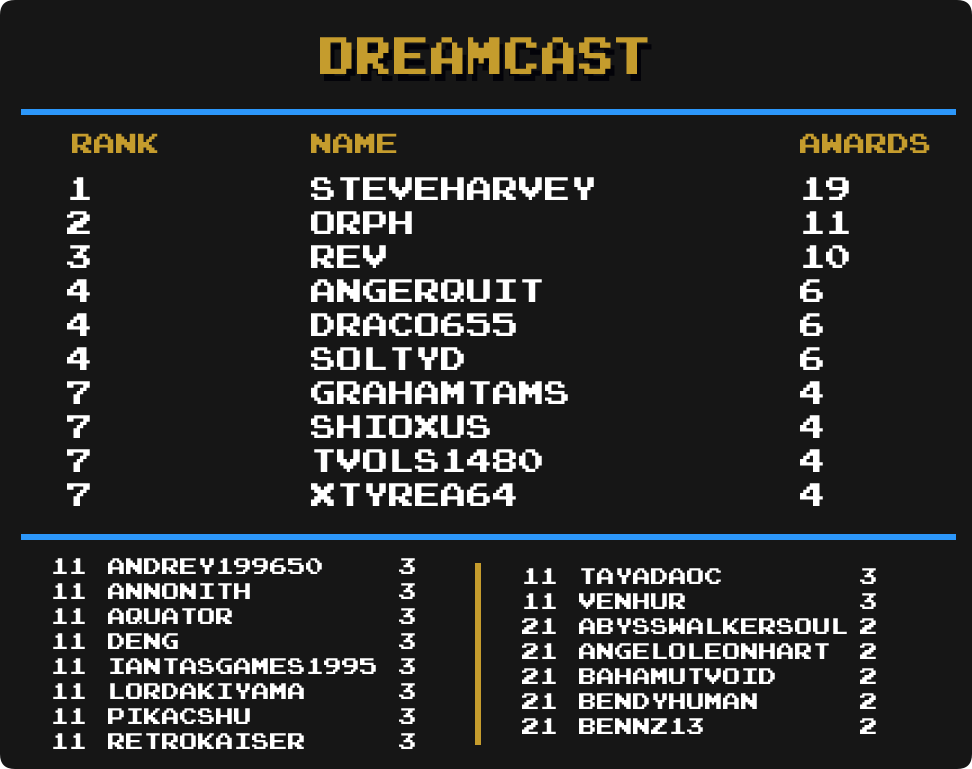 DREAMCAST
RANK NAME AWARDS
1 STEVEHARVEY 19
2 ORPH 11
3 REV 10
4 ANGERQUIT 6
4 DRACO655 6
4 SOLTYD 6
7 GRAHAMTAMS 4
7 SHIOXUS 4
7 TVOLS1480 4
7 XTYREA64 4
11 ANDREY199650 3
11 ANNONITH 3
11 AQUATOR 3
11 DENG 3
11 IANTASGAMES1995 3
11 LORDAKIYAMA 3
11 PIKACSHU 3
11 RETROKAISER 3
11 TAYADAOC 3
11 VENHUR 3
21 ABYSSWALKERSOUL 2
21 ANGELOLEONHART 2
21 BAHAMUTVOID 2
21 BENDYHUMAN 2
21 BENNZ13 2